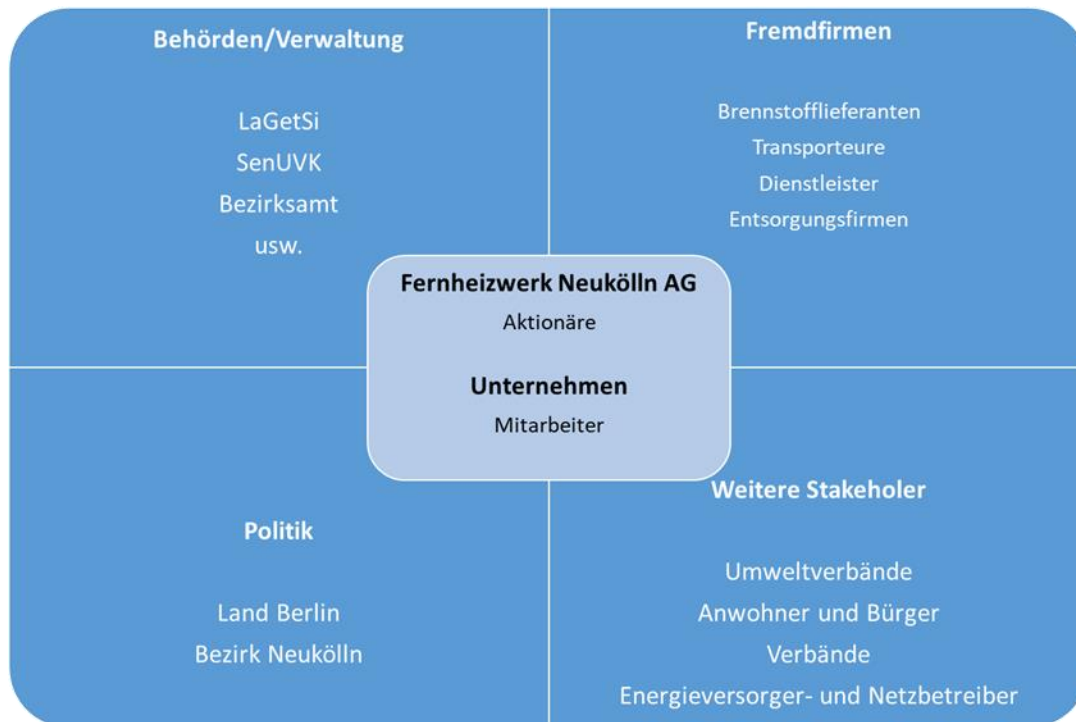 Behörden/Verwaltung
LaGetSi
SenUVK
Bezirksamt
usw.
Fremdfirmen
Brennstofflieferanten
Transporteure
Dienstleister
Entsorgungsfirmen
Fernheizwerk Neukölln AG
Aktionäre
Unternehmen
Mitarbeiter
Politik
Land Berlin
Bezirk Neukölln
Weitere Stakeholer
Umweltverbände
Anwohner und Bürger
Verbände
Energieversorger- und Netzbetreiber